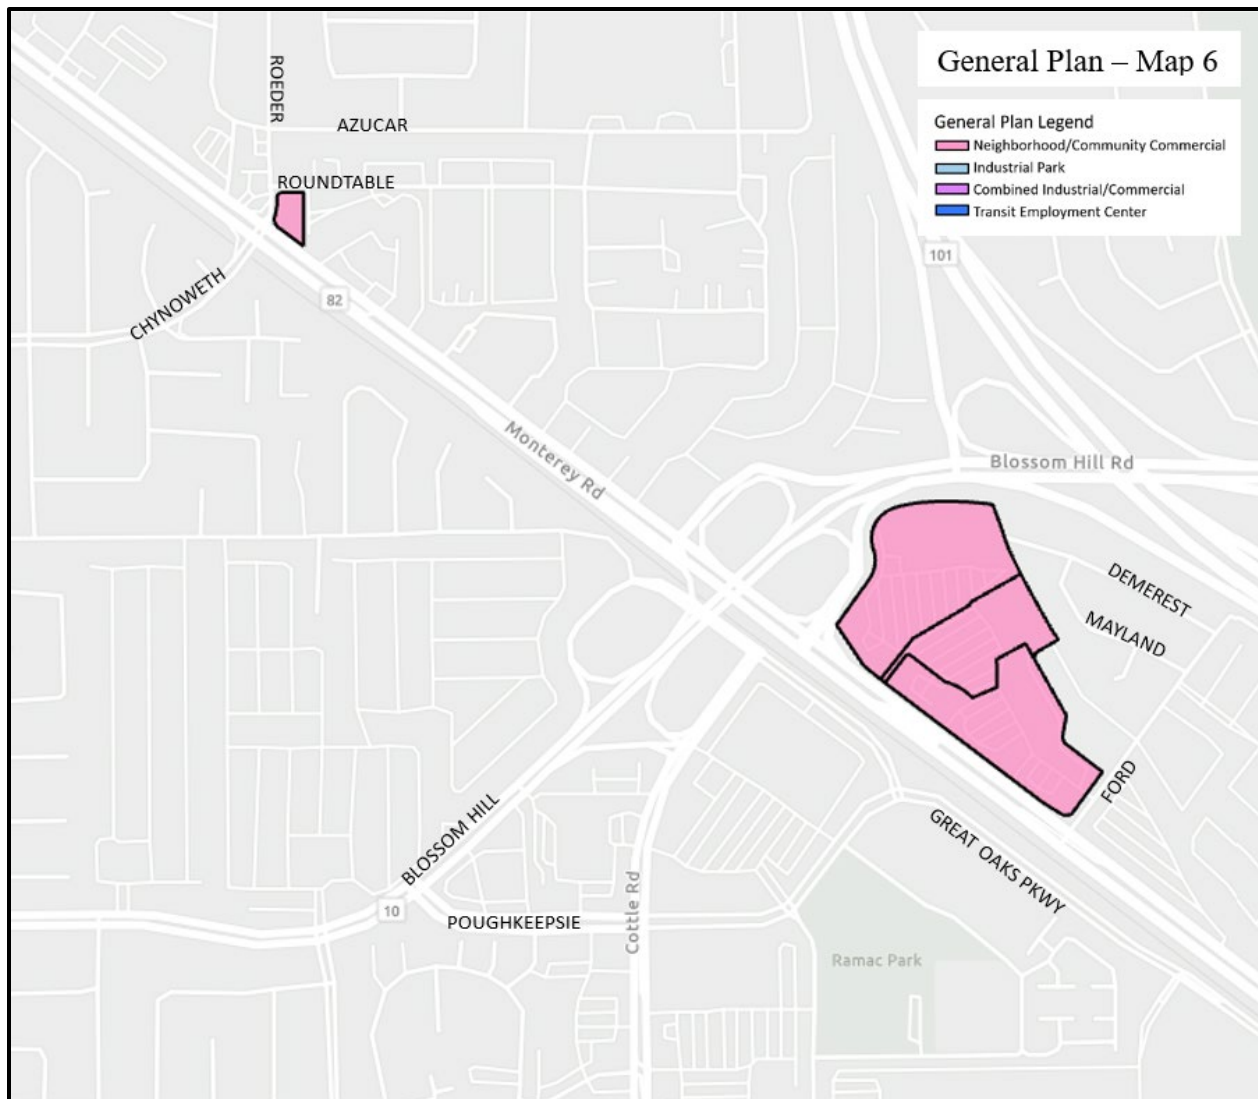 General Plan – Map 6
General Plan Legend
Neighborhood/Community Commercial
Industrial Park
Combined Industrial/Commercial
Transit Employment Center
ROEDER
AZUCAR
ROUNDTABLE
CHYNOWETH
82
101
Monterey Rd
Blossom Hill Rd
DEMEREST
MAYLAND
FORD
GREAT OAKS PKWY
BLOSSOM HILL
10
POUGHKEEPSIE
Cottle Rd
Ramac Park